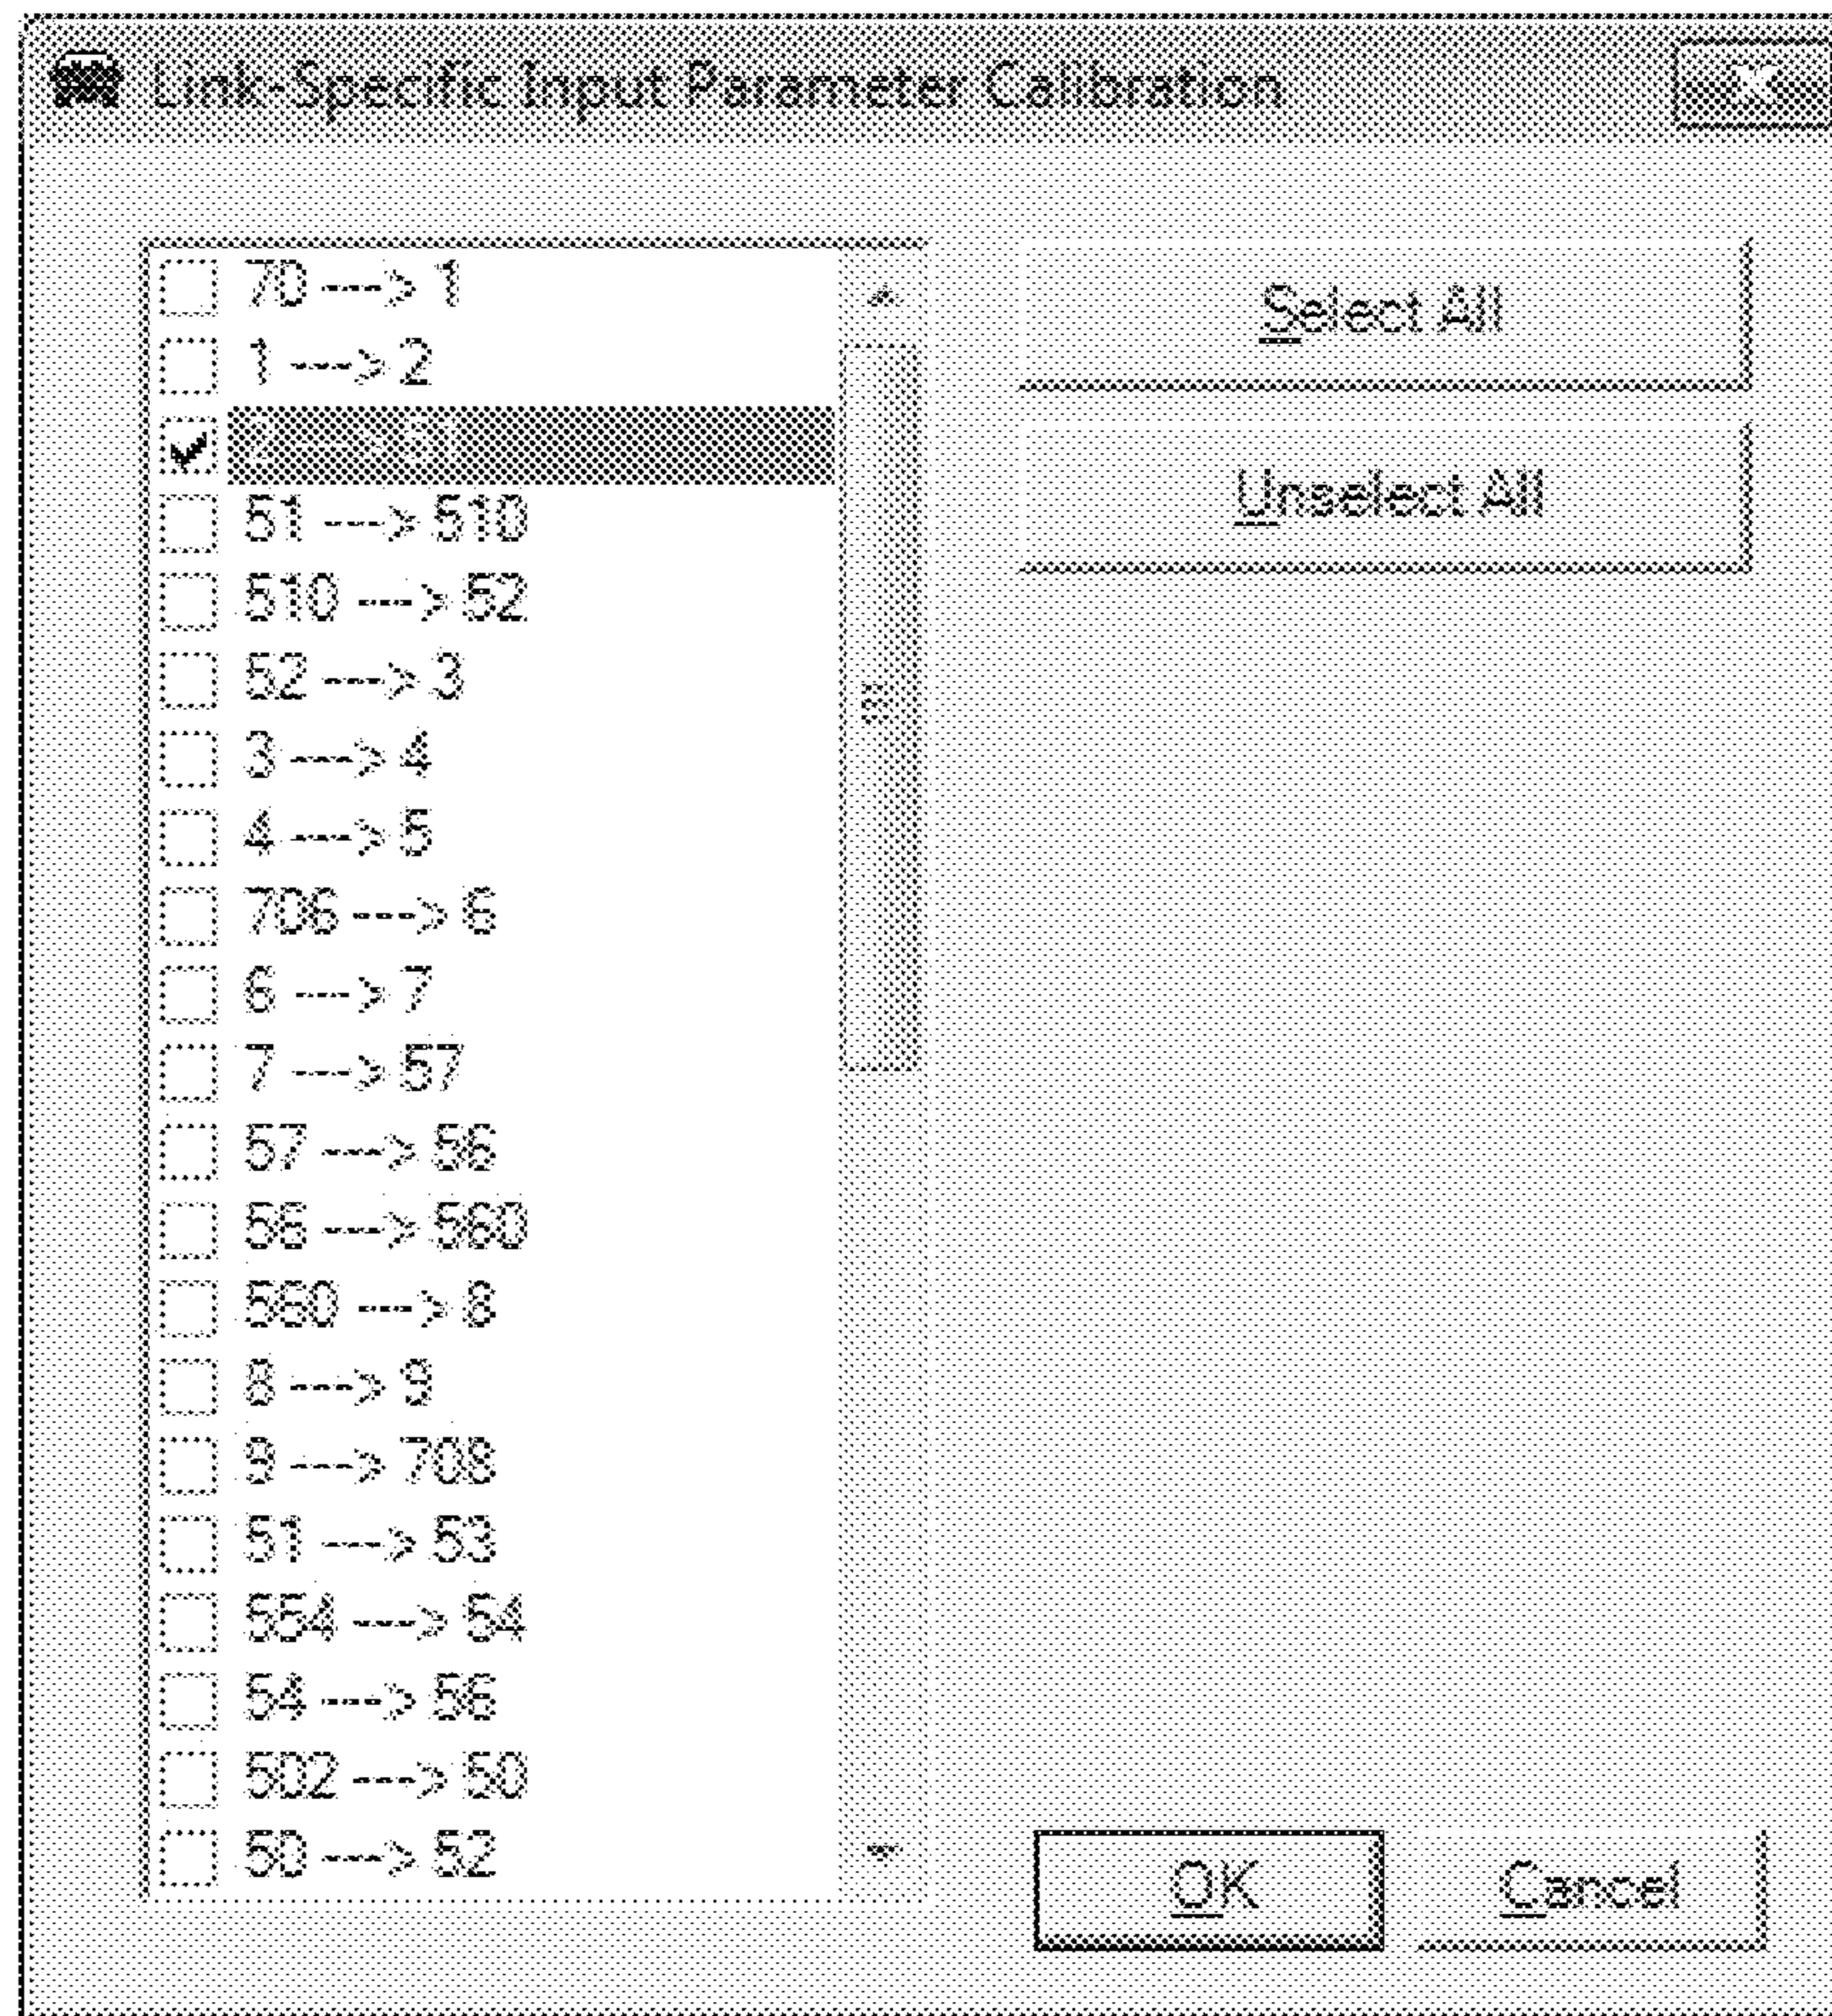 Link-Specific Input Parameter Calibration
70 ---> 1
1 ---> 2
2 ---> 51
51 ---> 510
510 ---> 52
52 ---> 3
3 ---> 4
4 ---> 5
706 ---> 6
6 ---> 7
7 ---> 57
57 ---> 56
56 ---> 560
560 ---> 8
8 ---> 9
9 ---> 708
51 ---> 53
554 ---> 54
54 ---> 56
502 ---> 50
50 ---> 52
Select All
Unselect All
OK
Cancel